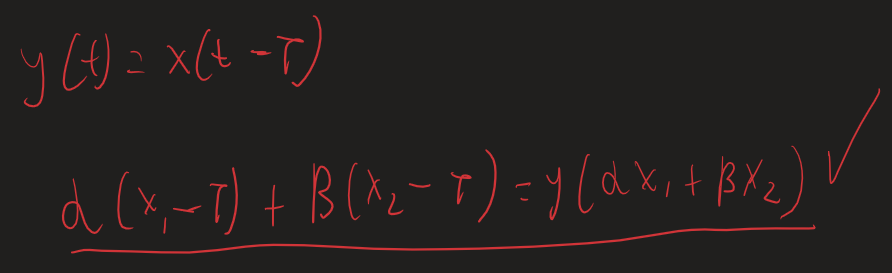 y(t) = x(t - τ)
α(x₁ - τ) + β(x₂ - τ) = y(αx₁ + βx₂) ✓